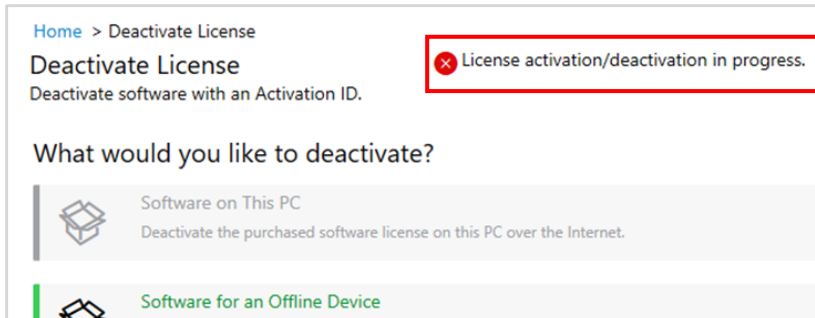 Home > Deactivate License
Deactivate License
License activation/deactivation in progress.
Deactivate software with an Activation ID.
What would you like to deactivate?
Software on This PC
Deactivate the purchased software license on this PC over the Internet.
Software for an Offline Device